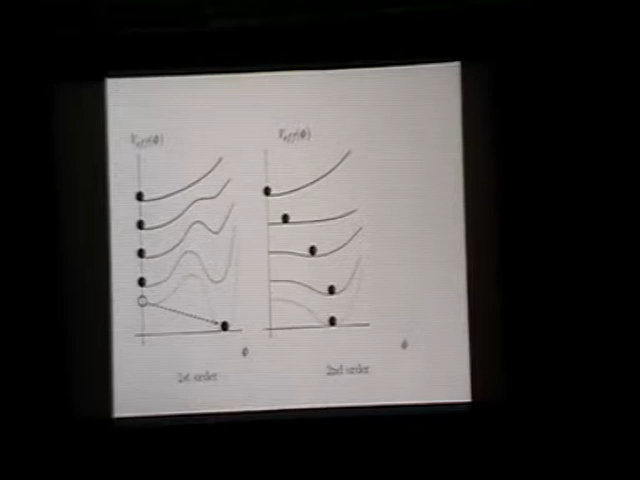 V_eff(Φ)
V_eff(Φ)
Φ
Φ
1st order
2nd order